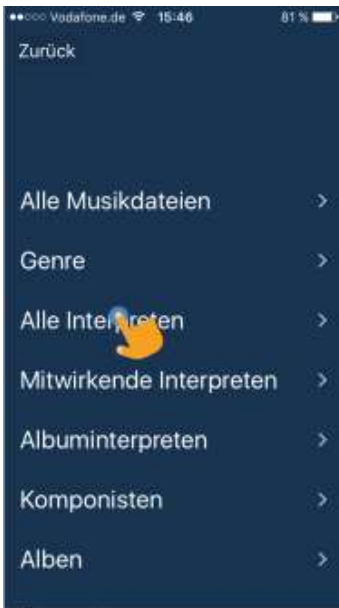 Vodafone.de 15:46 81 %
Zurück
Alle Musikdateien
Genre
Alle Interpreten
Mitwirkende Interpreten
Albuminterpreten
Komponisten
Alben